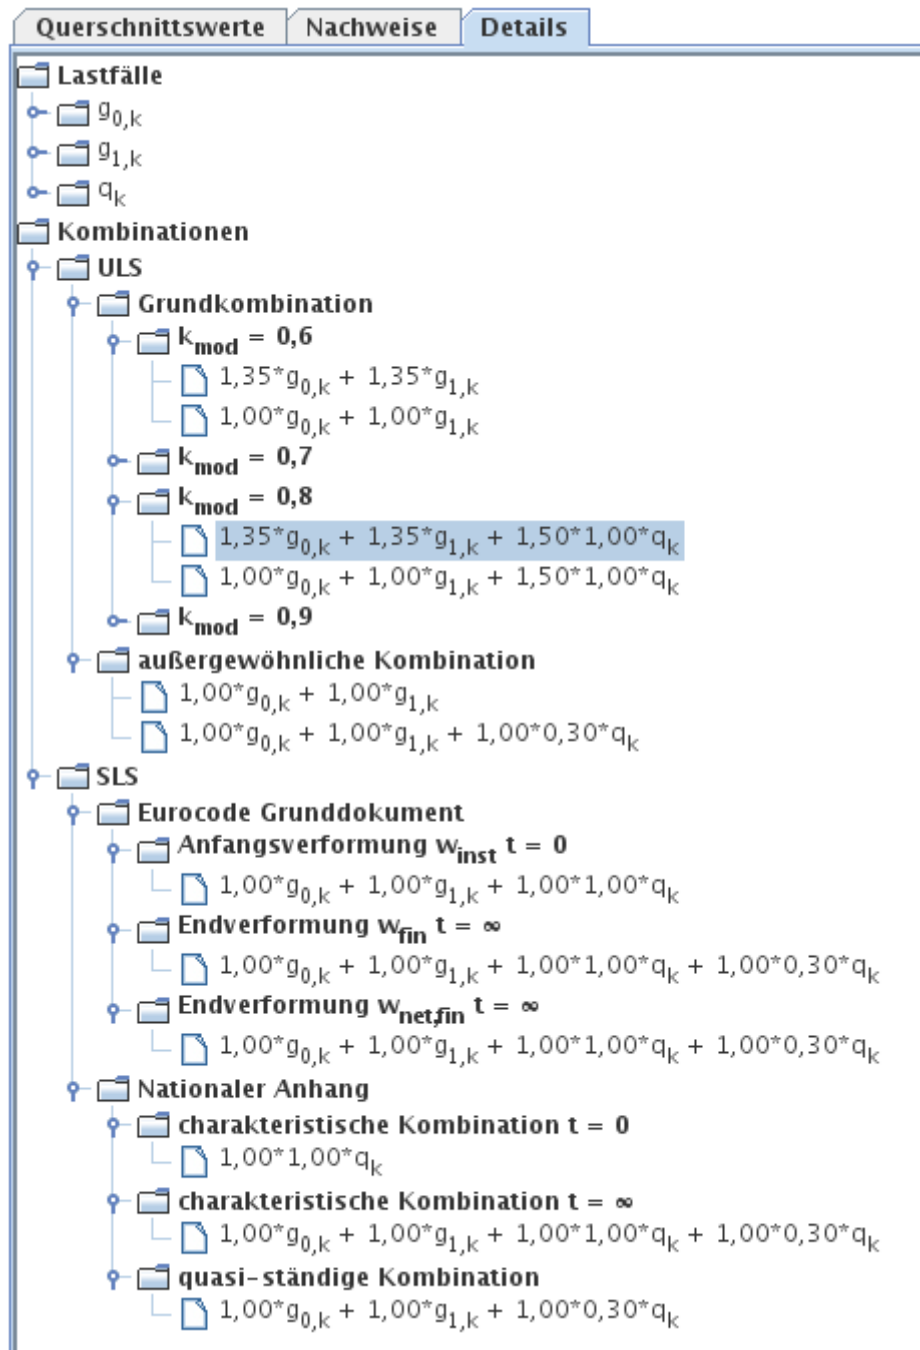 Querschnittswerte Nachweise Details
Lastfälle
g0,k
g1,k
qk
Kombinationen
ULS
Grundkombination
kmod = 0,6
1,35*g0,k + 1,35*g1,k
1,00*g0,k + 1,00*g1,k
kmod = 0,7
kmod = 0,8
1,35*g0,k + 1,35*g1,k + 1,50*1,00*qk
1,00*g0,k + 1,00*g1,k + 1,50*1,00*qk
kmod = 0,9
außergewöhnliche Kombination
1,00*g0,k + 1,00*g1,k
1,00*g0,k + 1,00*g1,k + 1,00*0,30*qk
SLS
Eurocode Grunddokument
Anfangsverformung winst t = 0
1,00*g0,k + 1,00*g1,k + 1,00*1,00*qk
Endverformung wfin t = ∞
1,00*g0,k + 1,00*g1,k + 1,00*1,00*qk + 1,00*0,30*qk
Endverformung wnet,fin t = ∞
1,00*g0,k + 1,00*g1,k + 1,00*1,00*qk + 1,00*0,30*qk
Nationaler Anhang
charakteristische Kombination t = 0
1,00*1,00*qk
charakteristische Kombination t = ∞
1,00*g0,k + 1,00*g1,k + 1,00*1,00*qk + 1,00*0,30*qk
quasi-ständige Kombination
1,00*g0,k + 1,00*g1,k + 1,00*0,30*qk